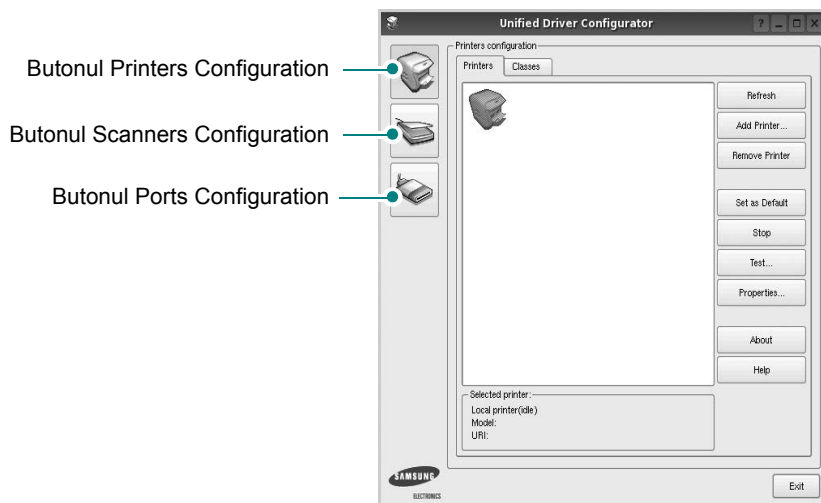 Unified Driver Configurator
Butonul Printers Configuration
Butonul Scanners Configuration
Butonul Ports Configuration
Printers configuration
Printers
Classes
Refresh
Add Printer...
Remove Printer
Set as Default
Stop
Test...
Properties...
About
Help
Selected printer:
Local printer(idle)
Model:
URI:
SAMSUNG
ELECTRONICS
Exit